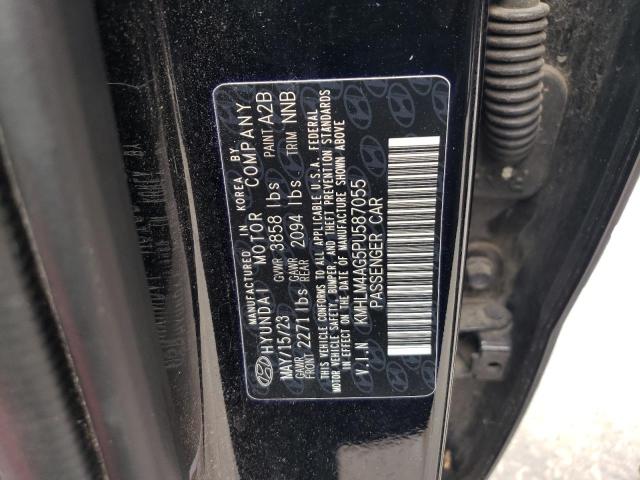 MANUFACTURED IN KOREA BY
HYUNDAI MOTOR COMPANY
MAY/15/23 GVWR 3858 lbs PAINT A2B
GAWR FRONT 2271 lbs GAWR REAR 2094 lbs TRIM NNB
THIS VEHICLE CONFORMS TO ALL APPLICABLE U.S.A. FEDERAL
MOTOR VEHICLE SAFETY, BUMPER, AND THEFT PREVENTION STANDARDS
IN EFFECT ON THE DATE OF MANUFACTURE SHOWN ABOVE
V.I.N KMHLM4AG5PU587055
PASSENGER CAR